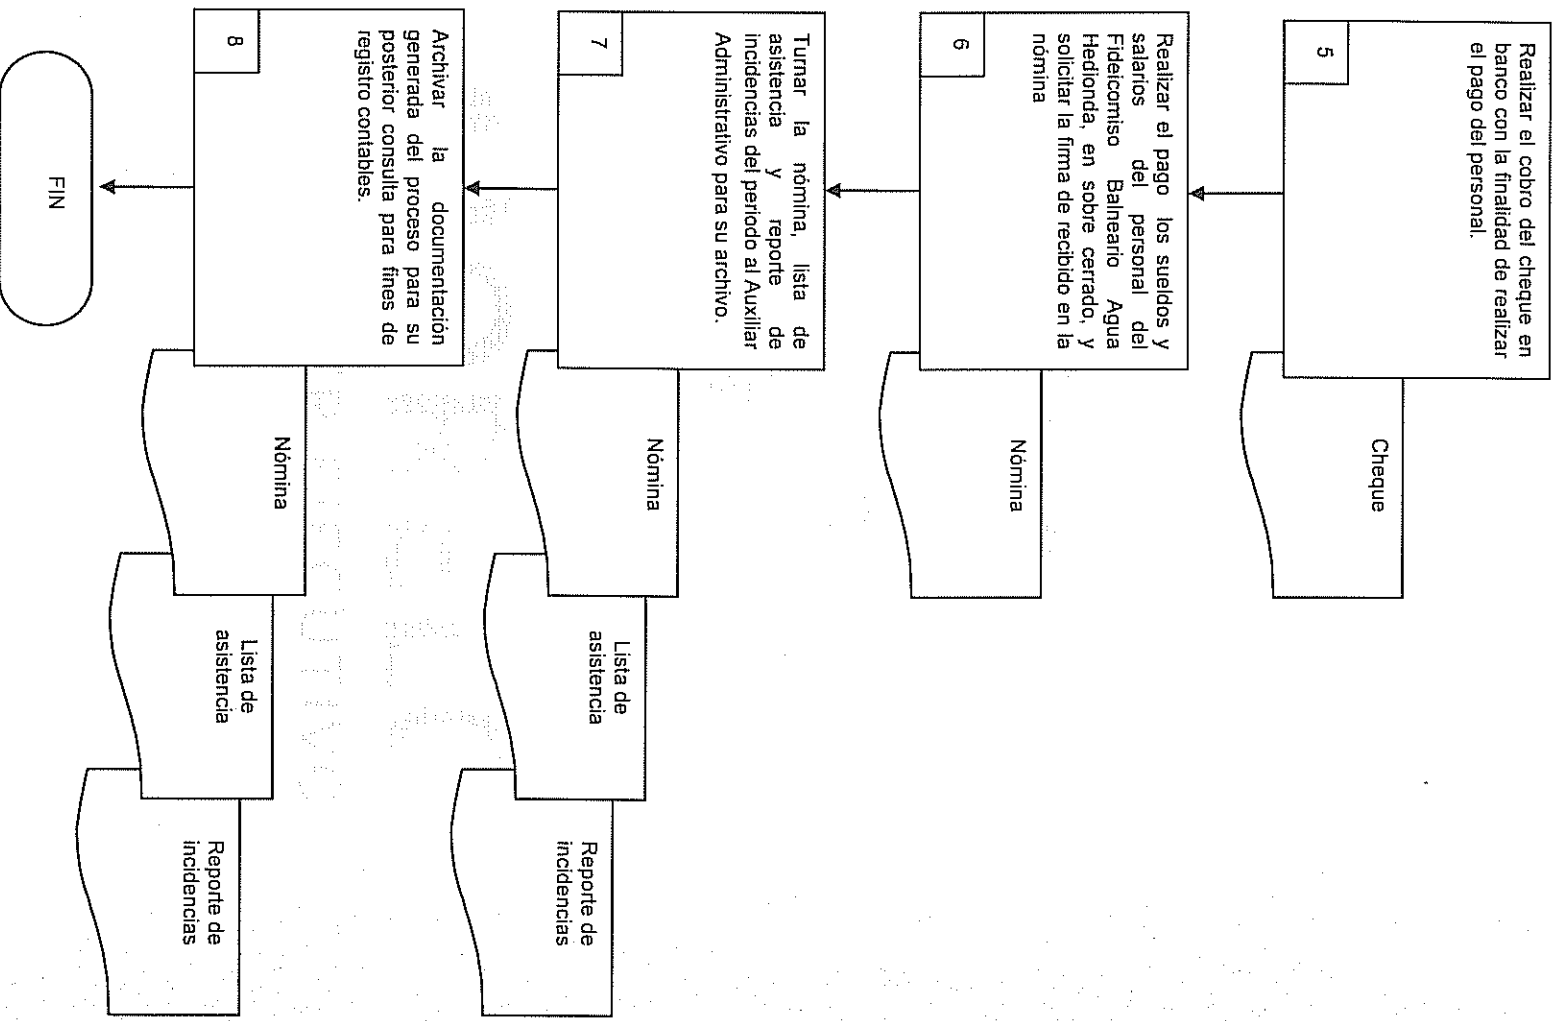 Realizar el cobro del cheque en
banco con la finalidad de realizar
el pago del personal.
5
Cheque
Realizar el pago los sueldos y
salarios del personal del
Fideicomiso Balneario Agua
Hedionda, en sobre cerrado, y
solicitar la firma de recibido en la
nómina
6
Nómina
Turnar la nómina, lista de
asistencia y reporte de
incidencias del periodo al Auxiliar
Administrativo para su archivo.
7
Nómina
Lista de
asistencia
Reporte de
incidencias
Archivar la documentación
generada del proceso para su
posterior consulta para fines de
registro contables.
8
Nómina
Lista de
asistencia
Reporte de
incidencias
FIN